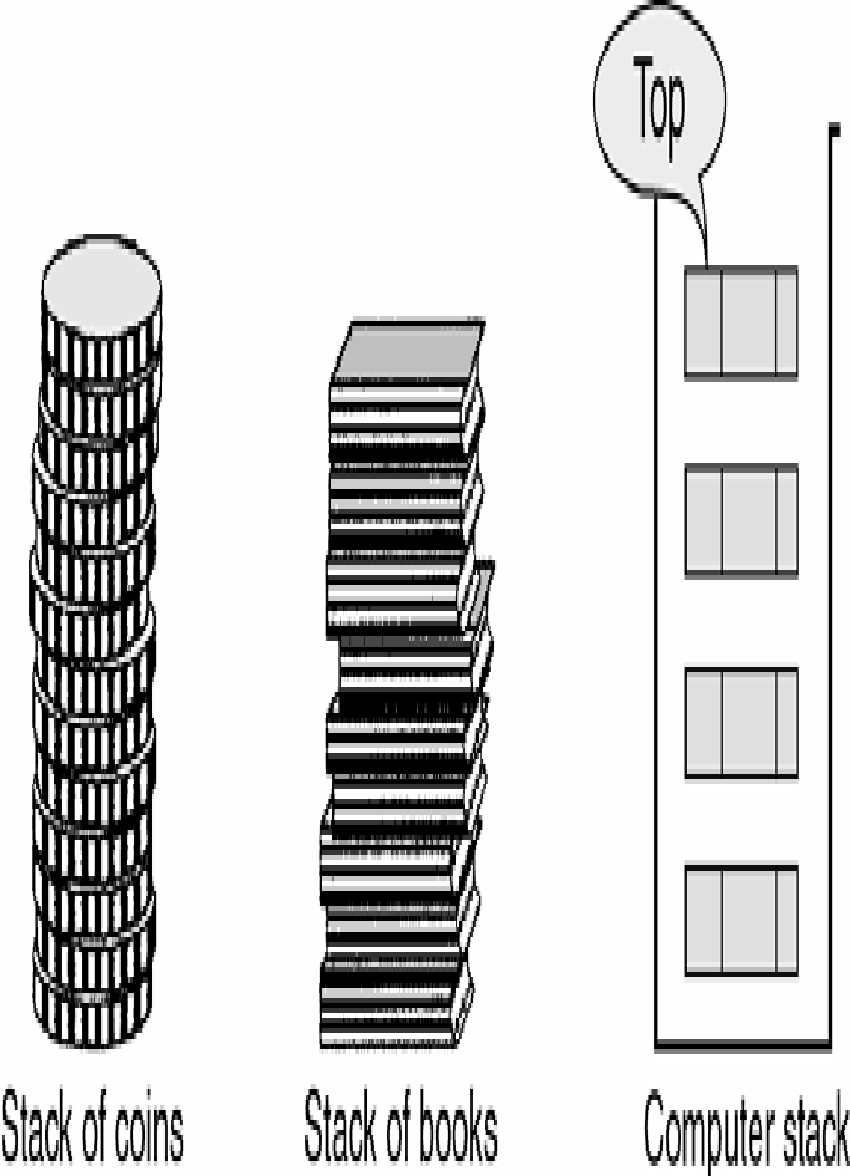 Top
Stack of coins
Stack of books
Computer stack